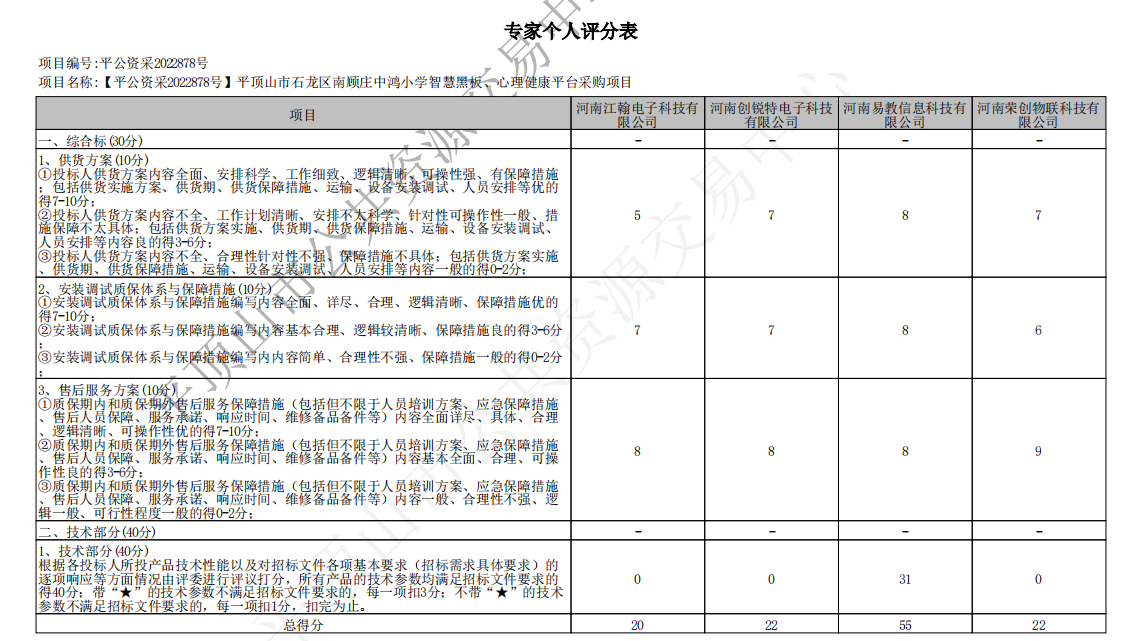 专家个人评分表
项目编号:平公资采2022878号
项目名称:【平公资采2022878号】平顶山市石龙区南顾庄中鸿小学智慧黑板、心理健康平台采购项目
项目
河南江翰电子科技有
限公司
河南创锐特电子科技
有限公司
河南易教信息科技有
限公司
河南荣创物联科技有
限公司
一、综合标(30分)
- - - -
1、供货方案(10分)
①投标人供货方案内容全面、安排科学、工作细致、逻辑清晰、可操性强、有保障措施
；包括供货实施方案、供货期、供货保障措施、运输、设备安装调试、人员安排等优的
得7-10分；
②投标人供货方案内容不全、工作计划清晰、安排不太科学、针对性可操作性一般、措
施保障不太具体；包括供货方案实施、供货期、供货保障措施、运输、设备安装调试、
人员安排等内容良的得3-6分；
③投标人供货方案内容不全、合理性针对性不强、保障措施不具体；包括供货方案实施
、供货期、供货保障措施、运输、设备安装调试、人员安排等内容一般的得0-2分；
5 7 8 7
2、安装调试质保体系与保障措施(10分)
①安装调试质保体系与保障措施编写内容全面、详尽、合理、逻辑清晰、保障措施优的
得7-10分；
②安装调试质保体系与保障措施编写内容基本合理、逻辑较清晰、保障措施良的得3-6分
；
③安装调试质保体系与保障措施编写内内容简单、合理性不强、保障措施一般的得0-2分
；
7 7 8 6
3、售后服务方案(10分)
①质保期内和质保期外售后服务保障措施（包括但不限于人员培训方案、应急保障措施
、售后人员保障、服务承诺、响应时间、维修备品备件等）内容全面详尽、具体、合理
、逻辑清晰、可操作性优的得7-10分；
②质保期内和质保期外售后服务保障措施（包括但不限于人员培训方案、应急保障措施
、售后人员保障、服务承诺、响应时间、维修备品备件等）内容基本全面、合理、可操
作性良的得3-6分；
③质保期内和质保期外售后服务保障措施（包括但不限于人员培训方案、应急保障措施
、售后人员保障、服务承诺、响应时间、维修备品备件等）内容一般、合理性不强、逻
辑一般、可行性程度一般的得0-2分；
8 8 8 9
二、技术部分(40分)
- - - -
1、技术部分(40分)
根据各投标人所投产品技术性能以及对招标文件各项基本要求（招标需求具体要求）的
逐项响应等方面情况由评委进行评议打分，所有产品的技术参数均满足招标文件要求的
得40分；带“★”的技术参数不满足招标文件要求的，每一项扣3分；不带“★”的技术
参数不满足招标文件要求的，每一项扣1分，扣完为止。
0 0 31 0
总得分 20 22 55 22
平顶山市公共资源交易中
平顶山市公共资源交易中心